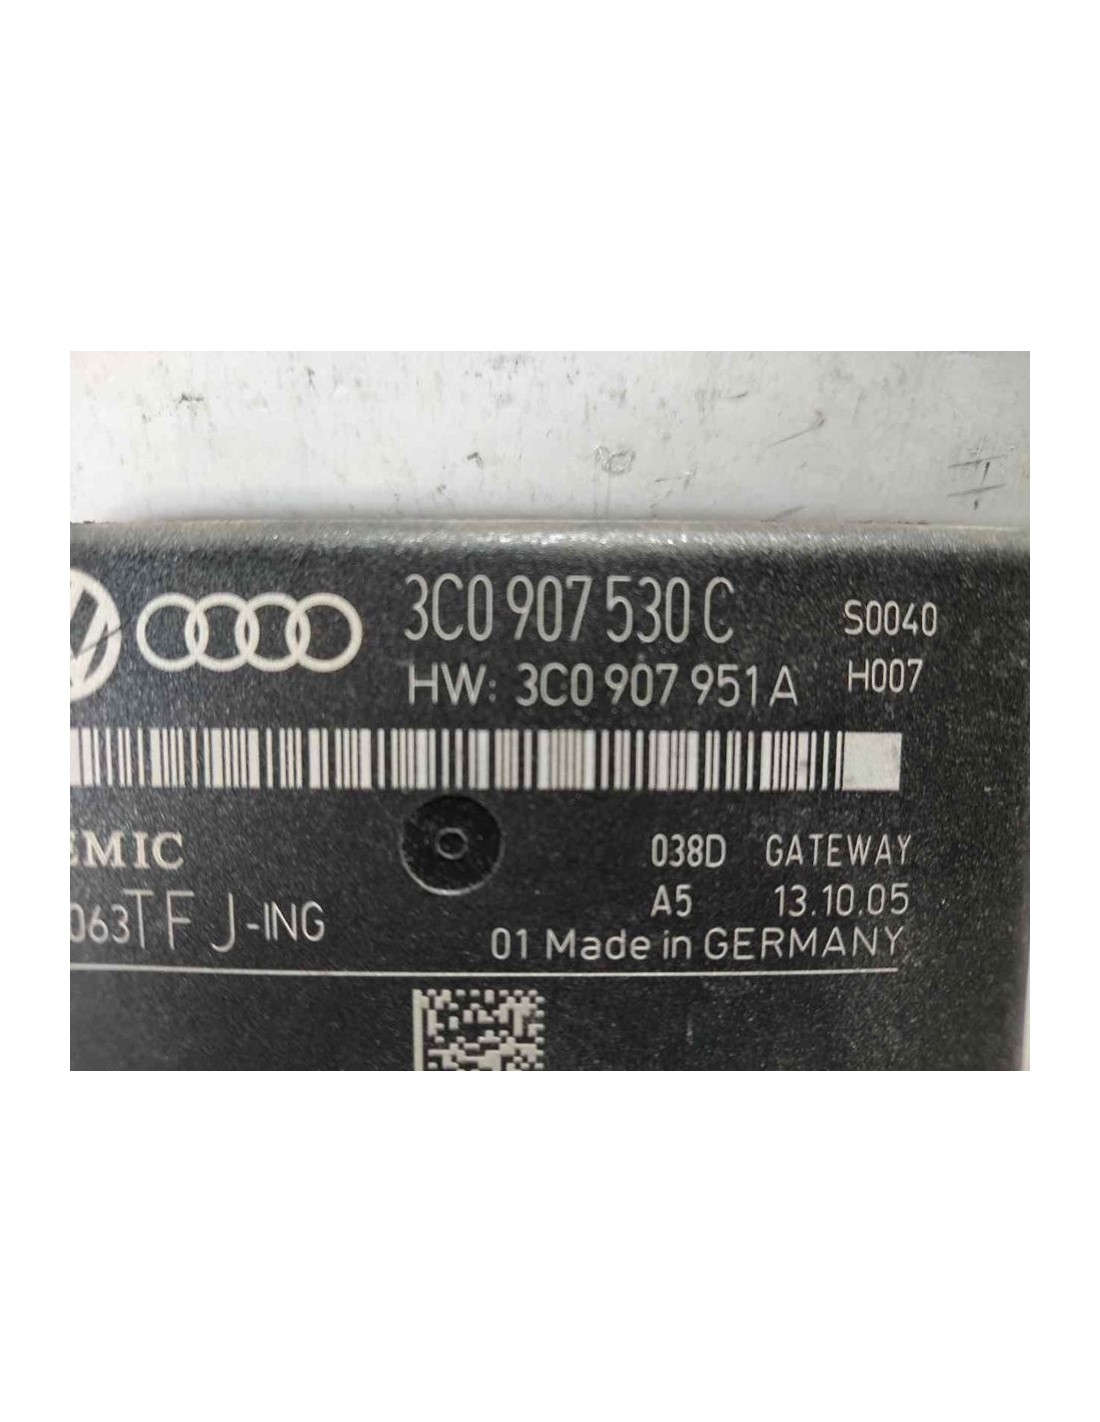 3C0 907 530 C S0040
HW: 3C0 907 951 A H007
EMIC 038D GATEWAY
063TF J-ING A5 13.10.05
01 Made in GERMANY